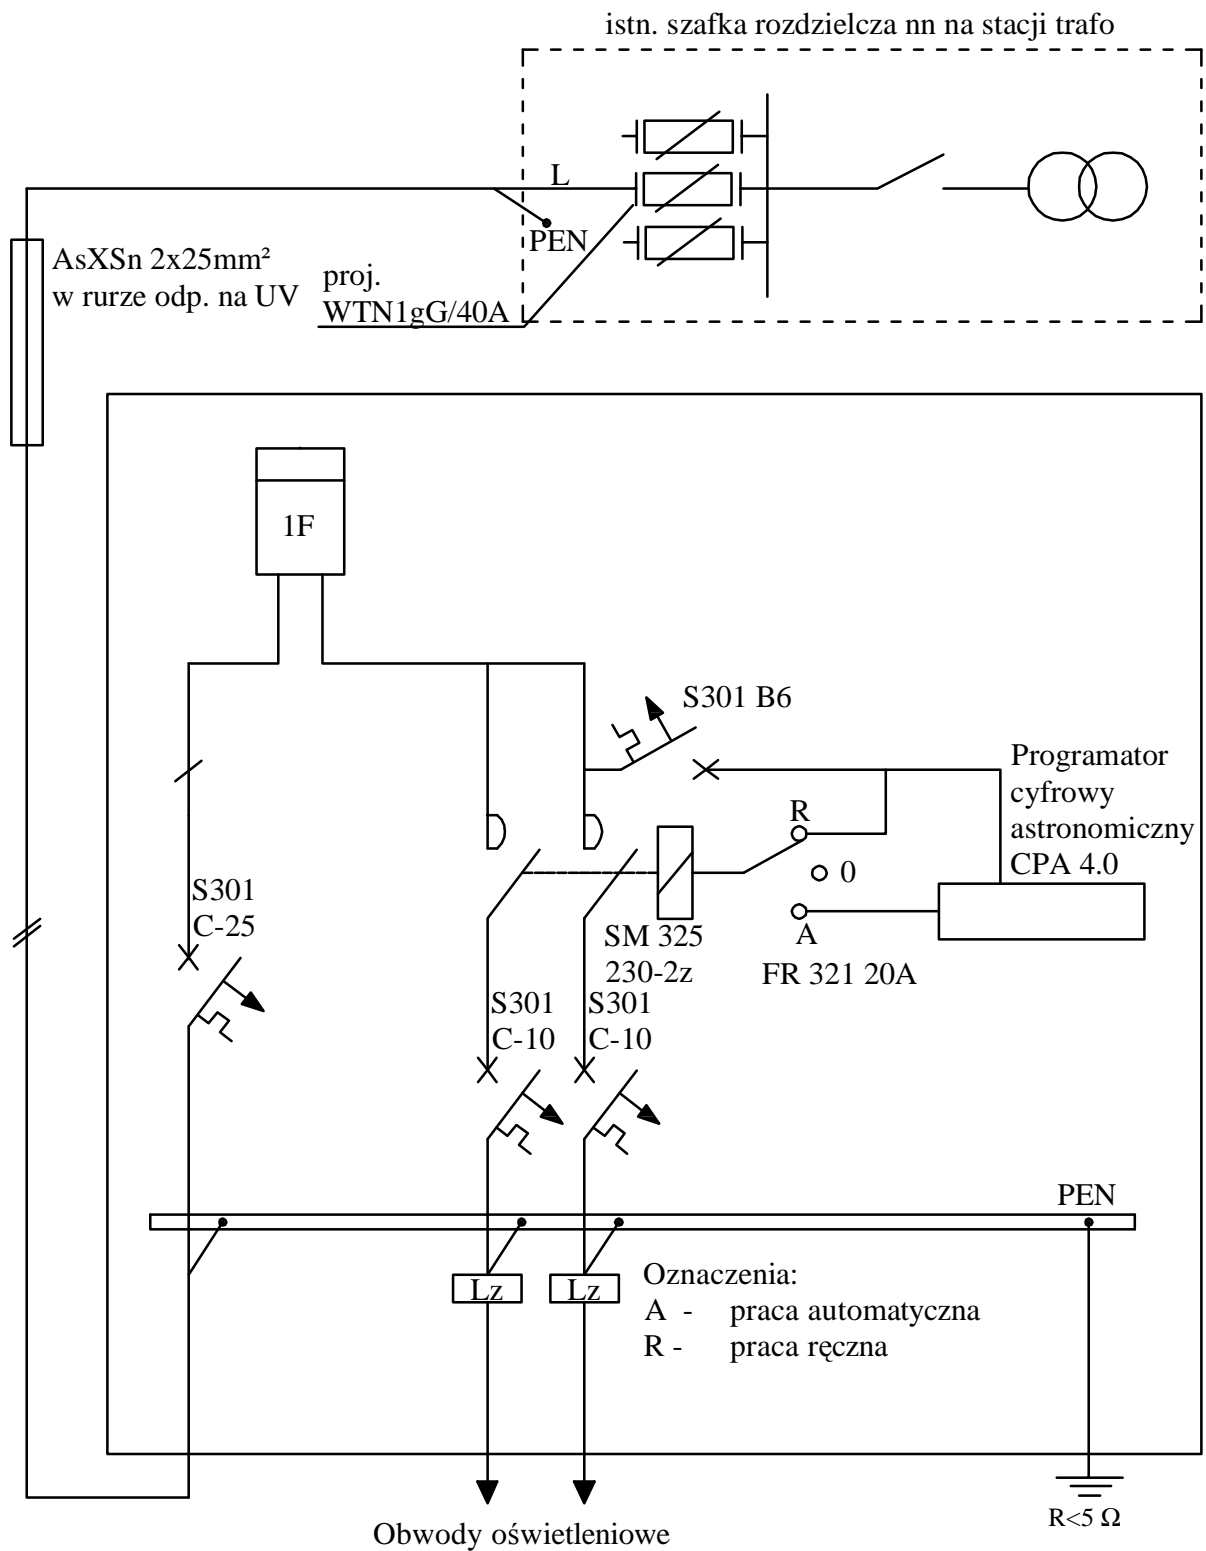 istn. szafka rozdzielcza nn na stacji trafo
L
PEN
AsXSn 2x25mm²
w rurze odp. na UV
proj.
WTN1gG/40A
1F
S301 B6
Programator
cyfrowy
astronomiczny
CPA 4.0
R
0
A
FR 321 20A
SM 325
230-2z
S301
C-25
S301
C-10
S301
C-10
PEN
Lz
Lz
Oznaczenia:
A - praca automatyczna
R - praca ręczna
R<5 Ω
Obwody oświetleniowe